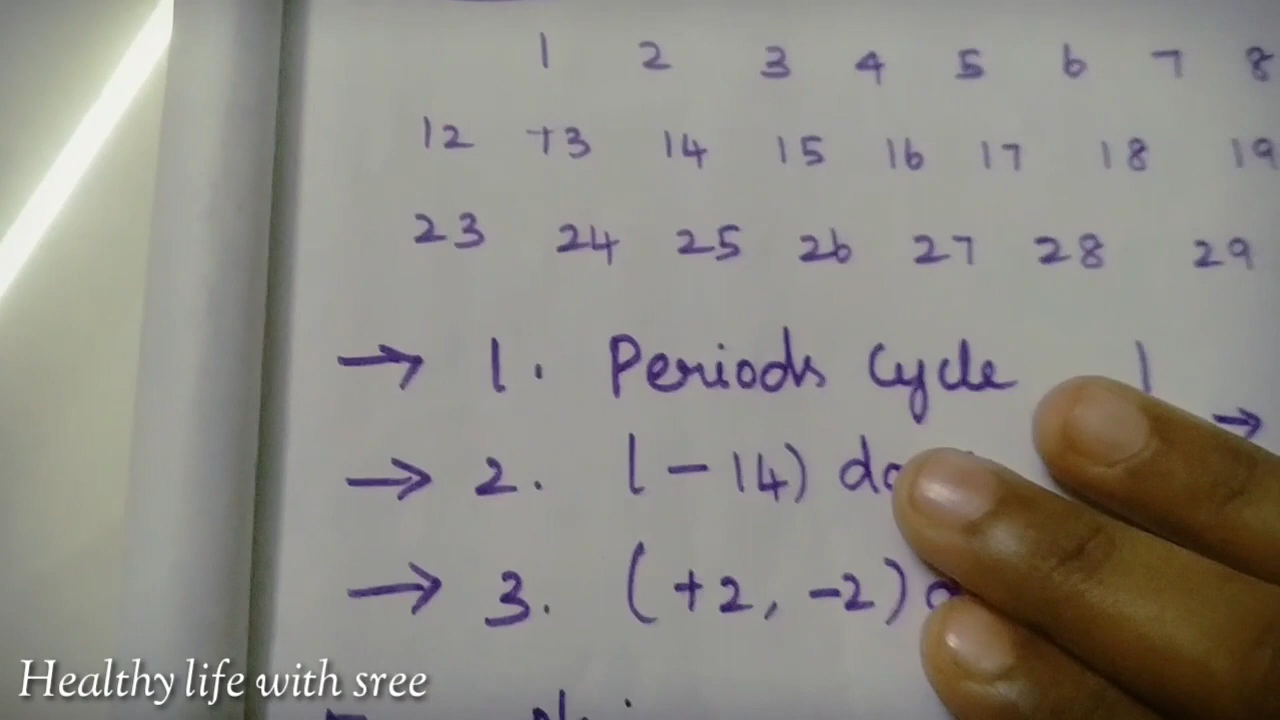 1 2 3 4 5 6 7 8
12 13 14 15 16 17 18 19
23 24 25 26 27 28 29
→ 1. Periods Cycle
→ 2. (-14)
→ 3. (+2, -2)
Healthy life with sree